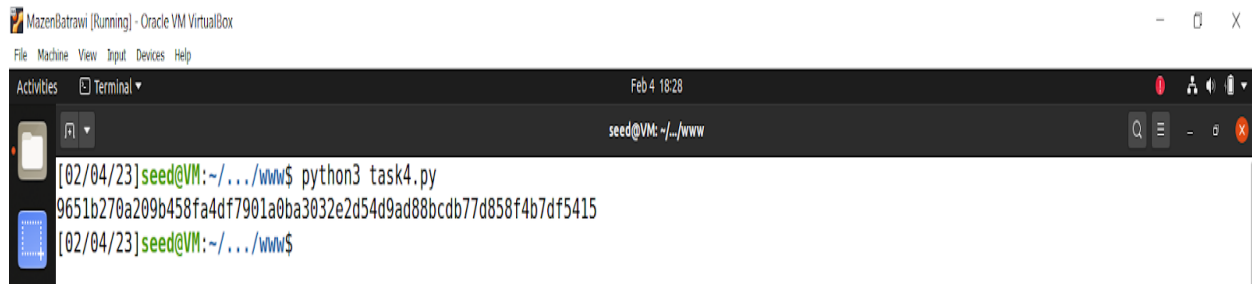 MazenBatrawi [Running] - Oracle VM VirtualBox
File Machine View Input Devices Help
Activities Terminal Feb 4 18:28
seed@VM: ~/.../www
[02/04/23]seed@VM:~/.../www$ python3 task4.py
9651b270a209b458fa4df7901a0ba3032e2d54d9ad88bcdb77d858f4b7df5415
[02/04/23]seed@VM:~/.../www$